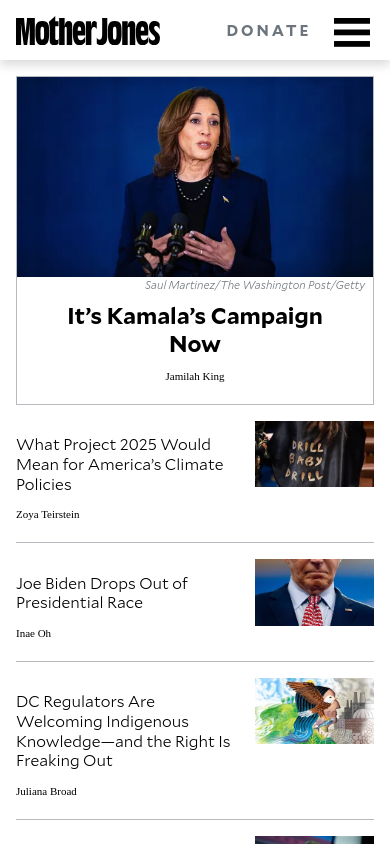 Mother Jones
DONATE
Saul Martinez/The Washington Post/Getty
It's Kamala's Campaign
Now
Jamilah King
What Project 2025 Would
Mean for America's Climate
Policies
Zoya Teirstein
DRILL
BABY
DRILL
Joe Biden Drops Out of
Presidential Race
Inae Oh
DC Regulators Are
Welcoming Indigenous
Knowledge—and the Right Is
Freaking Out
Juliana Broad